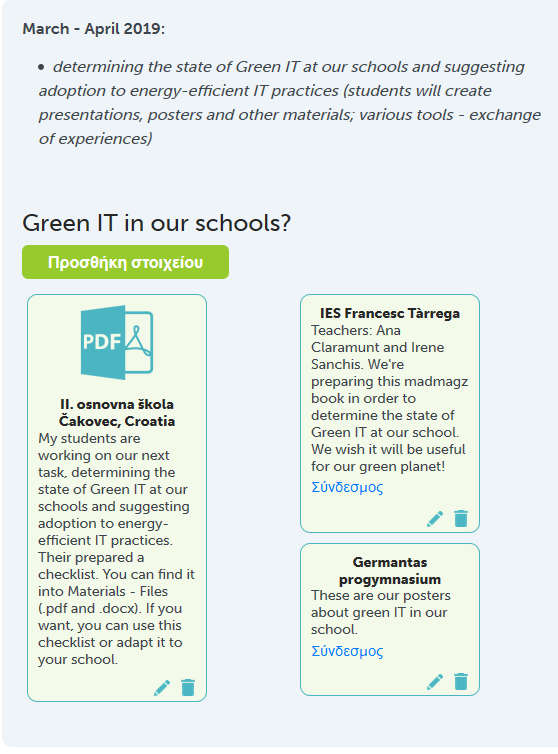 March - April 2019:
• determining the state of Green IT at our schools and suggesting
adoption to energy-efficient IT practices (students will create
presentations, posters and other materials; various tools - exchange
of experiences)
Green IT in our schools?
Προσθήκη στοιχείου
PDF
II. osnovna škola
Čakovec, Croatia
My students are
working on our next
task, determining the
state of Green IT at our
schools and suggesting
adoption to energy-
efficient IT practices.
Their prepared a
checklist. You can find it
into Materials - Files
(.pdf and .docx). If you
want, you can use this
checklist or adapt it to
your school.
IES Francesc Tàrrega
Teachers: Ana
Claramunt and Irene
Sanchis. We're
preparing this madmagz
book in order to
determine the state of
Green IT at our school.
We wish it will be useful
for our green planet!
Σύνδεσμος
Germantas
progymnasium
These are our posters
about green IT in our
school.
Σύνδεσμος